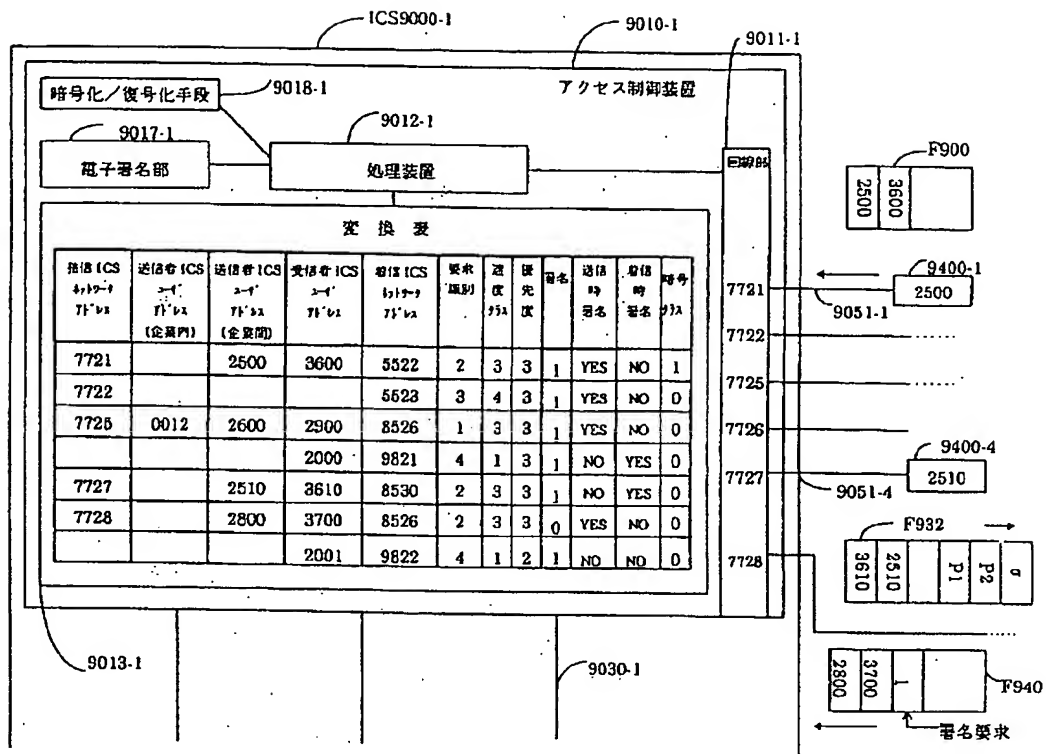 ICS9000-1
9010-1
9011-1
アクセス制御装置
暗号化／復号化手段
9018-1
9017-1
9012-1
電子署名部
処理装置
回線部
F900
2500
3600
変換表
発信ICS ネットワーク アドレス
送信者ICS ユーザ アドレス (企業内)
送信者ICS ユーザ アドレス (企業間)
受信者ICS ユーザ アドレス
着信ICS ネットワーク アドレス
要求識別
速度クラス
優先度
署名
送信時署名
着信時署名
暗号クラス
7721 2500 3600 5522 2 3 3 1 YES NO 1
7722 5523 3 4 3 1 YES NO 0
7725 0012 2600 2900 8526 1 3 3 1 YES NO 0
2000 9821 4 1 3 1 NO YES 0
7727 2510 3610 8530 2 3 3 1 NO YES 0
7728 2800 3700 8526 2 3 3 0 YES NO 0
2001 9822 4 1 2 1 NO NO 0
7721
9400-1
2500
9051-1
7722
7725
7726
9400-4
2510
7727
9051-4
F932
3610
2510
P1
P2
σ
7728
9013-1
9030-1
2800
3700
1
F940
署名要求